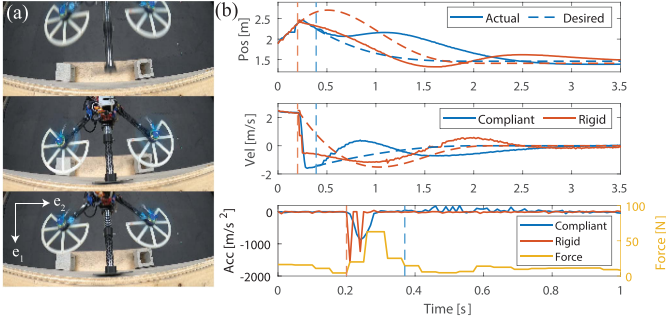 (a)
e2
e1
(b)
Pos [m]
2.5
2
1.5
Actual
Desired
0
0.5
1
1.5
2
2.5
3
3.5
Vel [m/s]
2
0
-2
Compliant
Rigid
0
0.5
1
1.5
2
2.5
3
3.5
Acc [m/s²]
0
-1000
-2000
Compliant
Rigid
Force
100
50
0
Force [N]
0
0.2
0.4
0.6
0.8
1
Time [s]